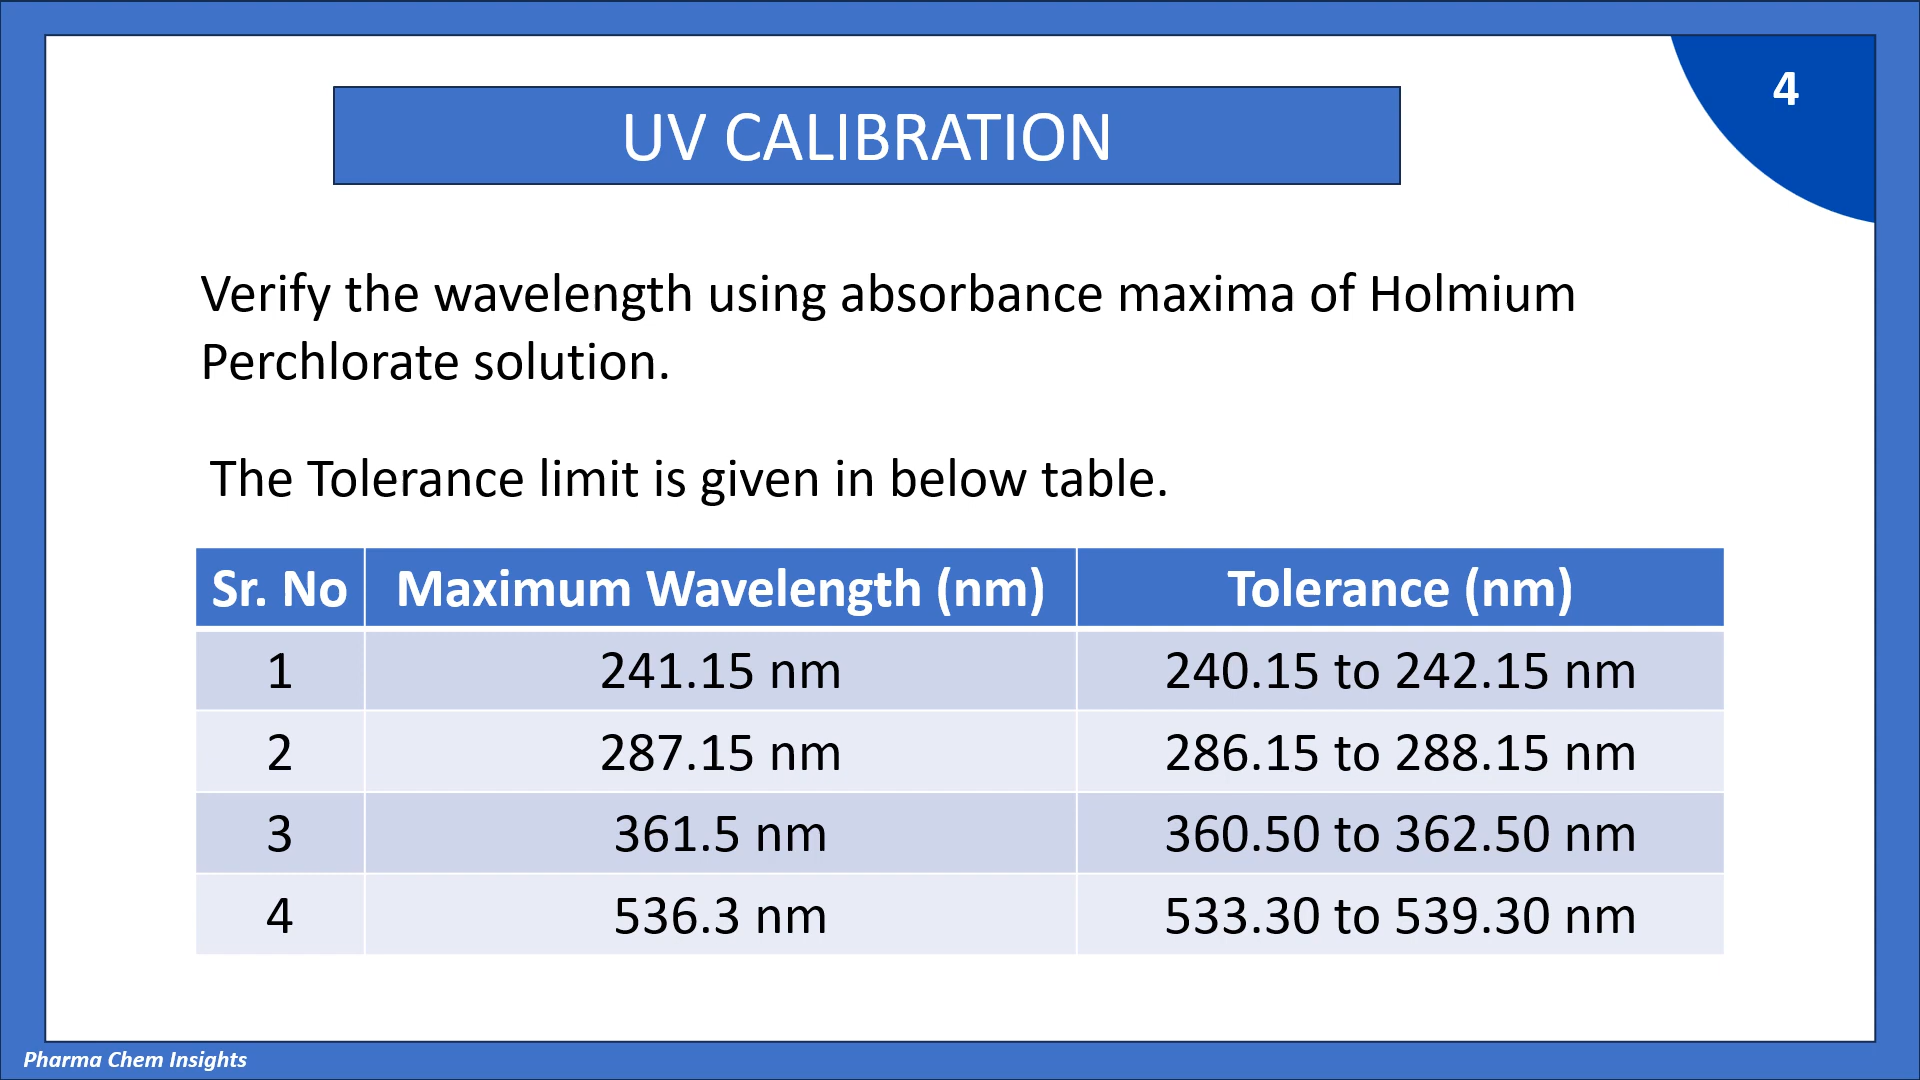 4
UV CALIBRATION
Verify the wavelength using absorbance maxima of Holmium
Perchlorate solution.
The Tolerance limit is given in below table.
Sr. No Maximum Wavelength (nm) Tolerance (nm)
1 241.15 nm 240.15 to 242.15 nm
2 287.15 nm 286.15 to 288.15 nm
3 361.5 nm 360.50 to 362.50 nm
4 536.3 nm 533.30 to 539.30 nm
Pharma Chem Insights